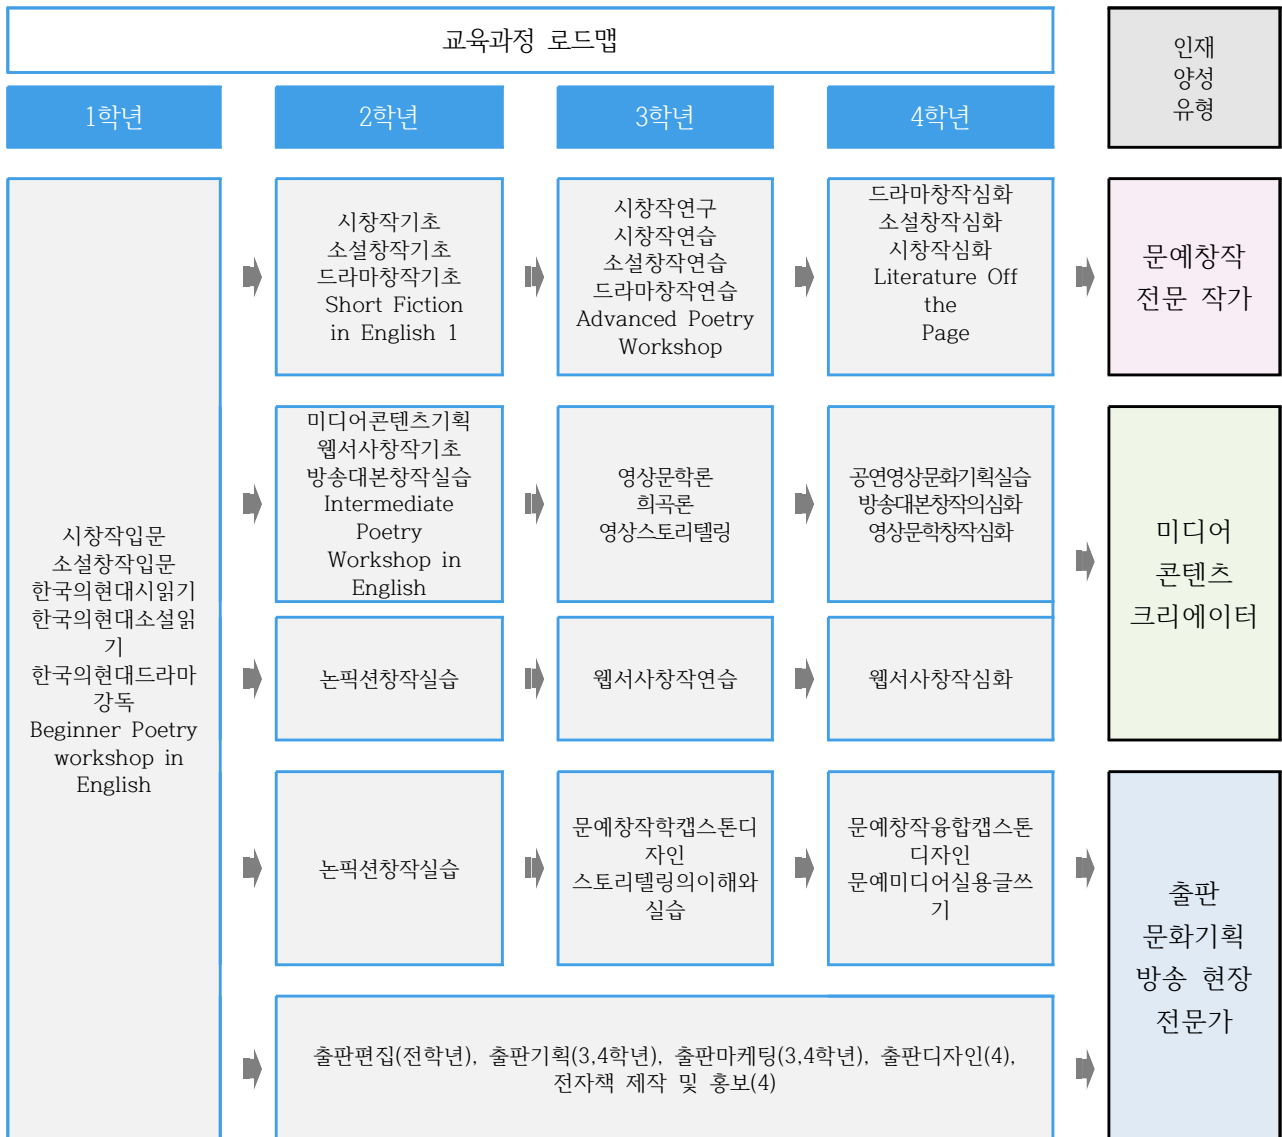 교육과정 로드맵
인재
양성
유형
1학년
2학년
3학년
4학년
시창작입문
소설창작입문
한국의현대시읽기
한국의현대소설읽
기
한국의현대드라마
강독
Beginner Poetry
workshop in
English
시창작기초
소설창작기초
드라마창작기초
Short Fiction
in English 1
시창작연구
시창작연습
소설창작연습
드라마창작연습
Advanced Poetry
Workshop
드라마창작심화
소설창작심화
시창작심화
Literature Off
the
Page
문예창작
전문 작가
미디어콘텐츠기획
웹서사창작기초
방송대본창작실습
Intermediate
Poetry
Workshop in
English
영상문학론
희곡론
영상스토리텔링
공연영상문화기획실습
방송대본창작의심화
영상문학창작심화
미디어
콘텐츠
크리에이터
논픽션창작실습
웹서사창작연습
웹서사창작심화
논픽션창작실습
문예창작학캡스톤디
자인
스토리텔링의이해와
실습
문예창작융합캡스톤
디자인
문예미디어실용글쓰
기
출판
문화기획
방송 현장
전문가
출판편집(전학년), 출판기획(3,4학년), 출판마케팅(3,4학년), 출판디자인(4),
전자책 제작 및 홍보(4)